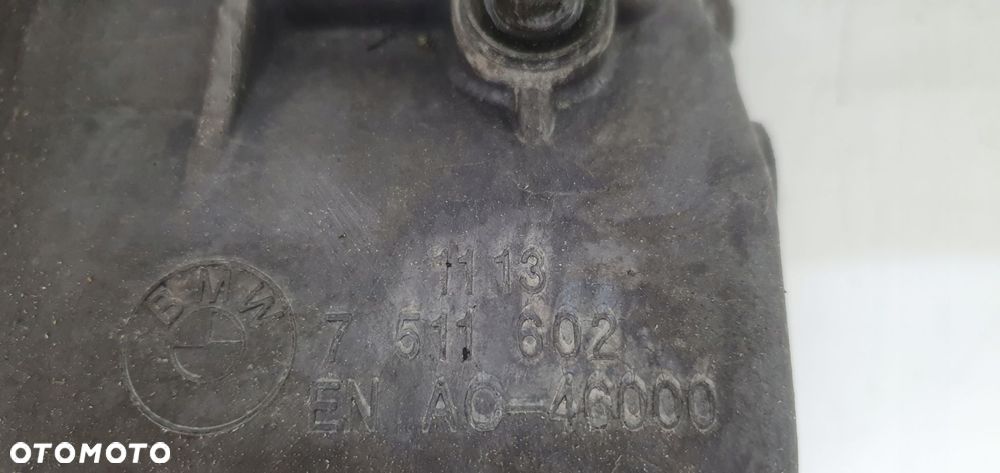 1113
BMW
7 511 602
EN AC-46000
OTOMOTO